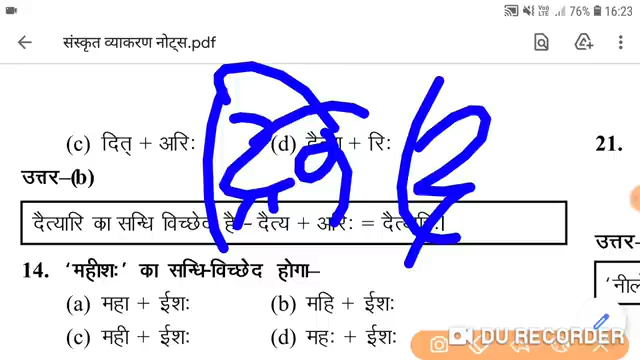 76% 16:23
संस्कृत व्याकरण नोट्स.pdf
(c) दित् + अरिः (d) + रिः 21.
उत्तर–(b)
दैत्यारि का सन्धि विच्छेद है – दैत्य + अरिः =
उत्तर–
14. 'महीशः' का सन्धि-विच्छेद होगा–
(a) महा + ईशः (b) महि + ईशः
(c) मही + ईशः (d) महः + ईशः
DU RECORDER